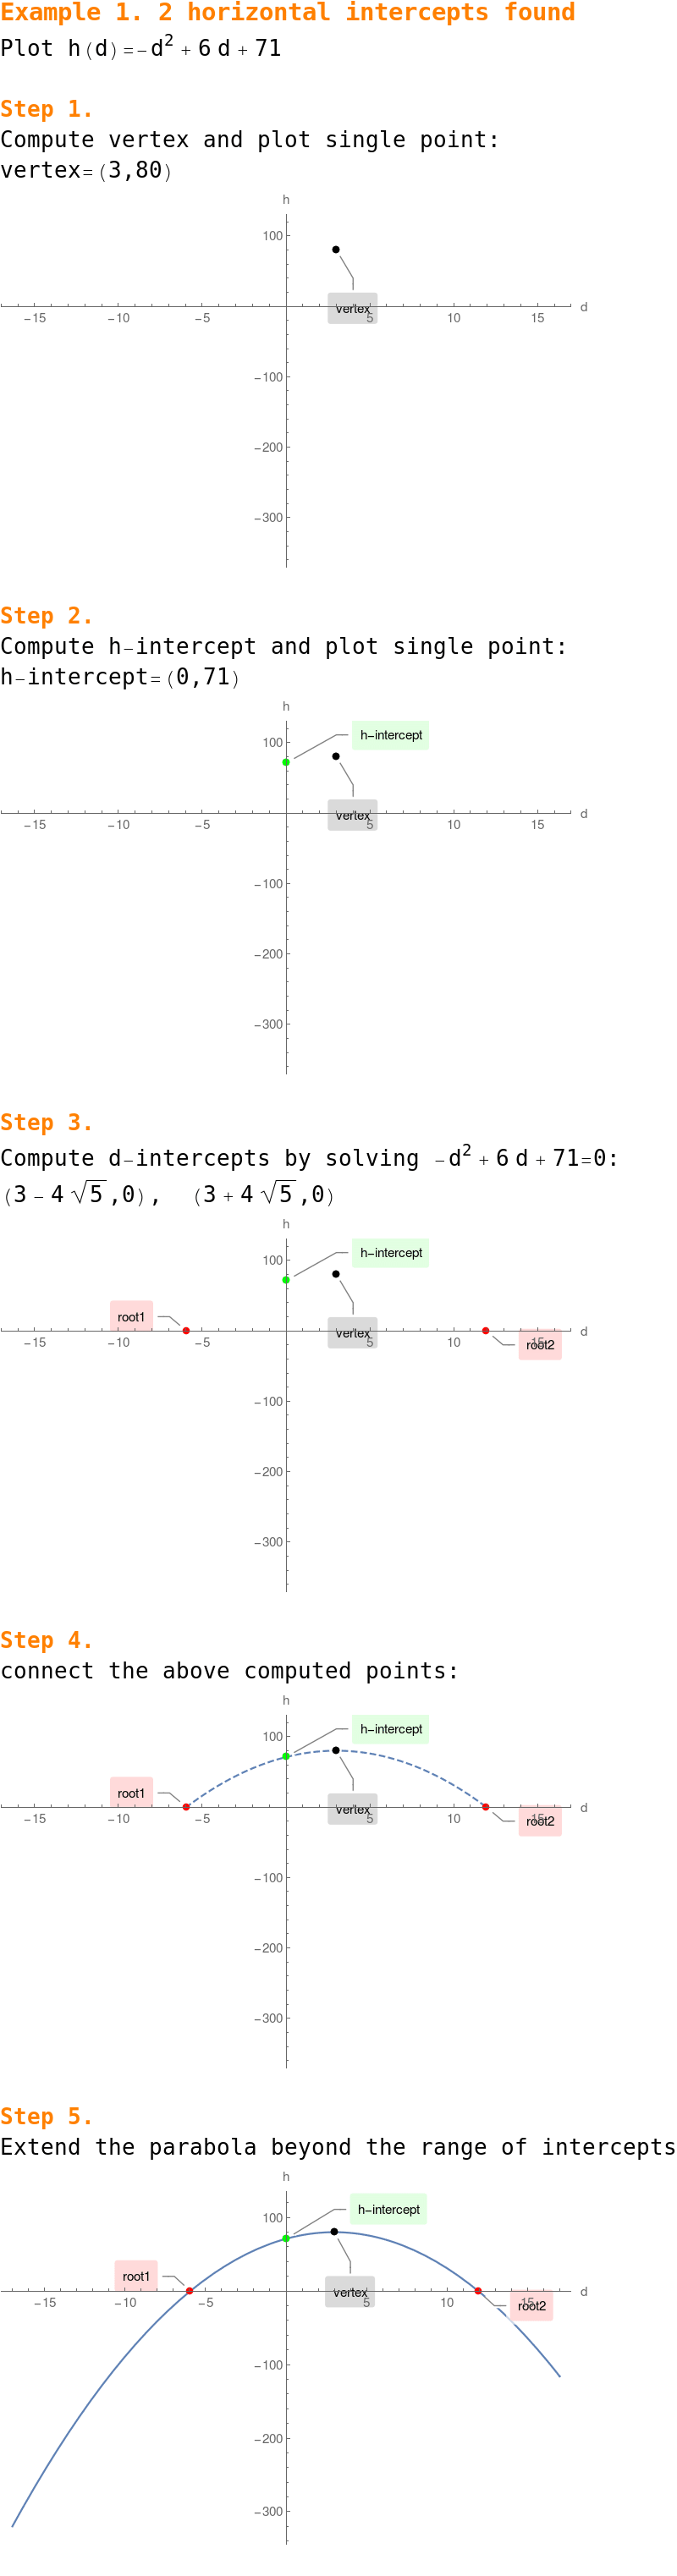 Example 1. 2 horizontal intercepts found
Plot h(d)=-d² + 6 d + 71
Step 1.
Compute vertex and plot single point:
vertex=(3,80)
h
100
vertex
-15 -10 -5 5 10 15 d
-100
-200
-300
Step 2.
Compute h-intercept and plot single point:
h-intercept=(0,71)
h
h-intercept
100
vertex
-15 -10 -5 5 10 15 d
-100
-200
-300
Step 3.
Compute d-intercepts by solving -d² + 6 d + 71=0:
(3 - 4 √5 ,0), (3 + 4 √5 ,0)
h
h-intercept
100
root1
vertex
-15 -10 -5 5 10 15 d
root2
-100
-200
-300
Step 4.
connect the above computed points:
h
h-intercept
100
root1
vertex
-15 -10 -5 5 10 15 d
root2
-100
-200
-300
Step 5.
Extend the parabola beyond the range of intercepts
h
h-intercept
100
root1
vertex
-15 -10 -5 5 10 15 d
root2
-100
-200
-300